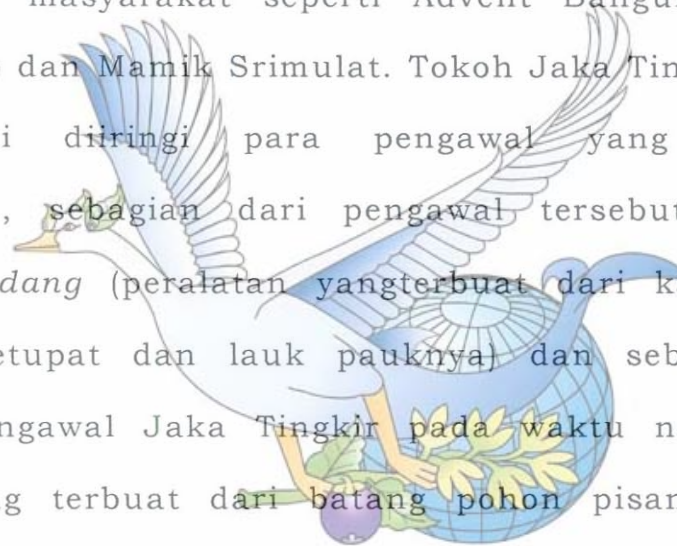 masyarakat seperti Advent Bangun
dan Mamik Srimulat. Tokoh Jaka Tin
i diiringi para pengawal yang
, sebagian dari pengawal tersebut
dang (peralatan yangterbuat dari k
etupat dan lauk pauknya) dan seb
ngawal Jaka Tingkir pada waktu n
g terbuat dari batang pohon pisan